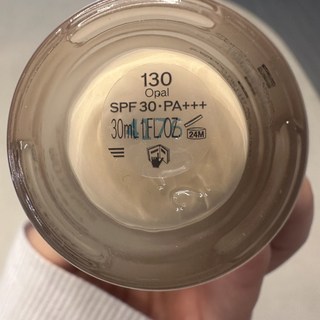 130
Opal
SPF 30·PA+++
30mL 1FL.OZ.
24M